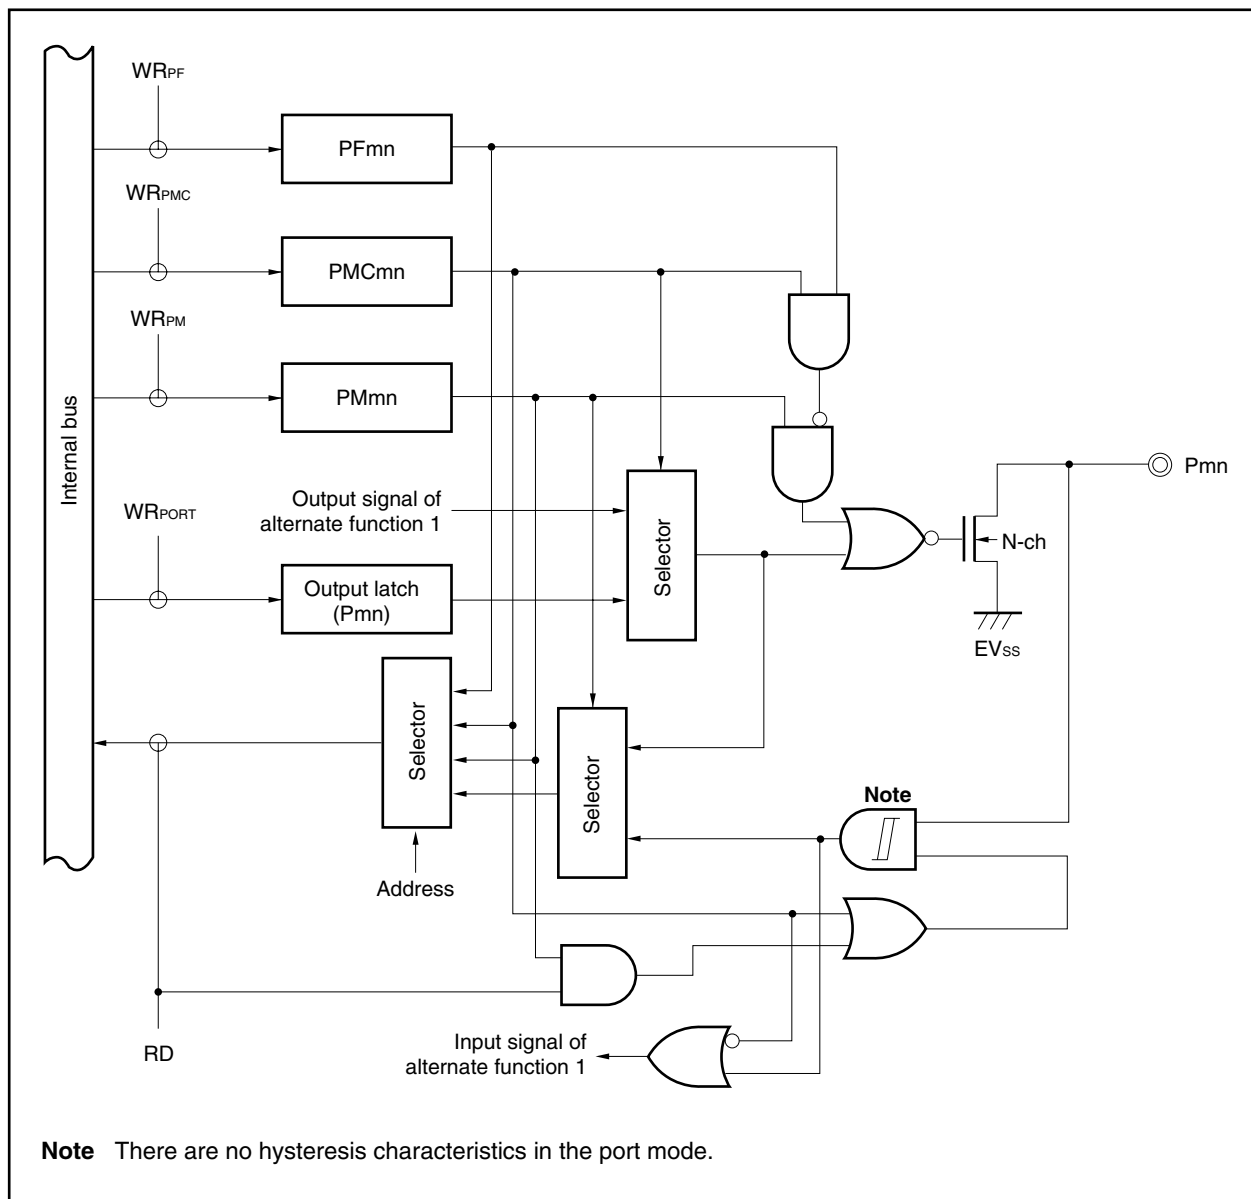 WRPF
PFmn
WRPMC
PMCmn
WRPM
PMmn
Internal bus
Pmn
Output signal of
alternate function 1
WRPORT
Selector
N-ch
Output latch
(Pmn)
EVSS
Selector
Selector
Note
Address
RD
Input signal of
alternate function 1
Note There are no hysteresis characteristics in the port mode.